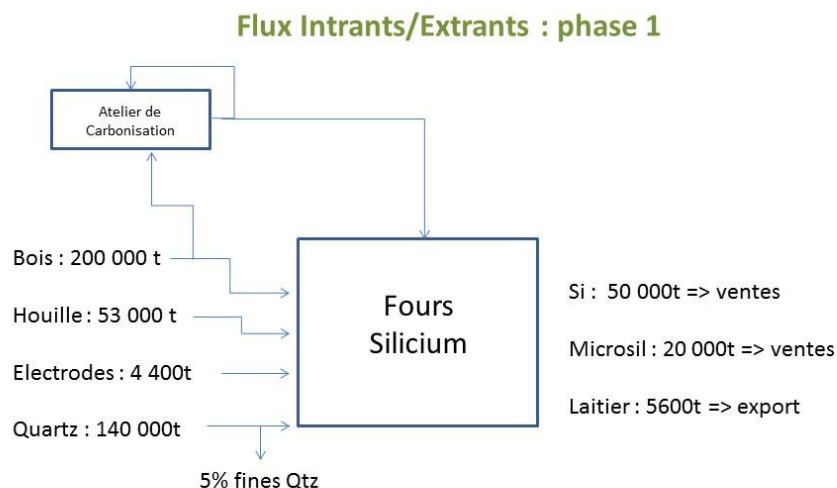 Flux Intrants/Extrants : phase 1
Atelier de
Carbonisation
Bois : 200 000 t
Houille : 53 000 t
Electrodes : 4 400t
Quartz : 140 000t
5% fines Qtz
Fours
Silicium
Si : 50 000t => ventes
Microsil : 20 000t => ventes
Laitier : 5600t => export